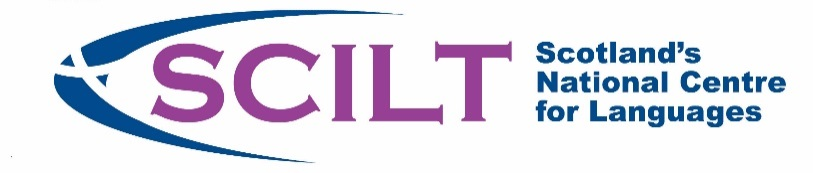 SCILT
Scotland's
National Centre
for Languages